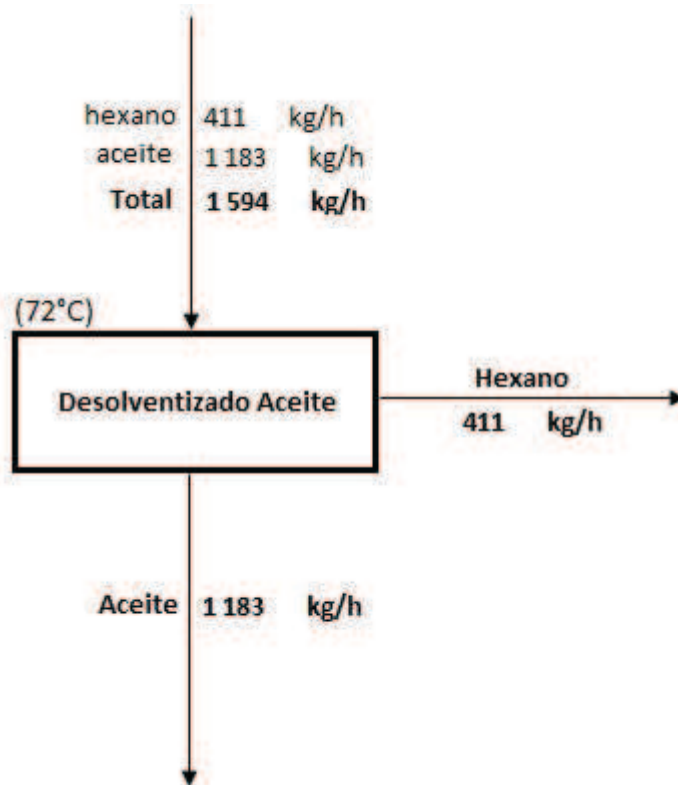 hexano 411 kg/h
aceite 1 183 kg/h
Total 1 594 kg/h
(72°C)
Desolventizado Aceite
Hexano
411 kg/h
Aceite 1 183 kg/h